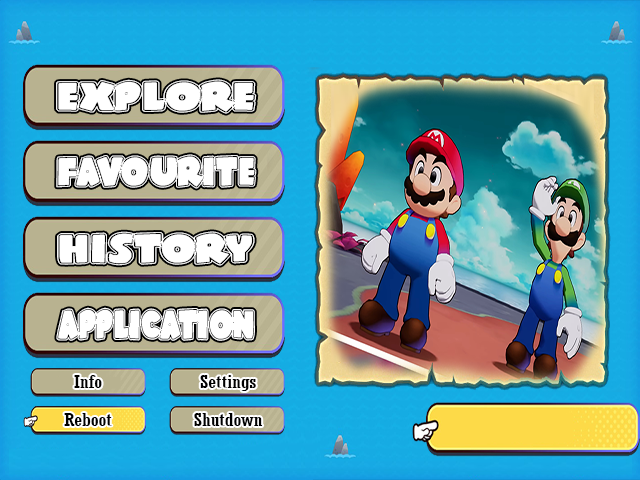 EXPLORE
FAVOURITE
HISTORY
APPLICATION
Info
Settings
Reboot
Shutdown
M